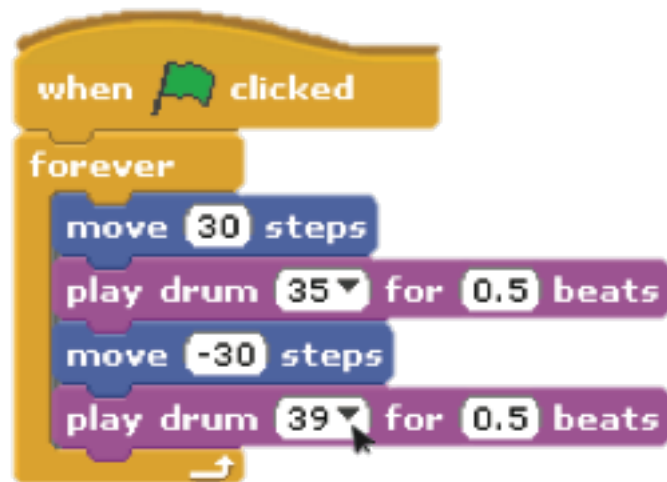 when clicked
forever
move 30 steps
play drum 35 for 0.5 beats
move -30 steps
play drum 39 for 0.5 beats